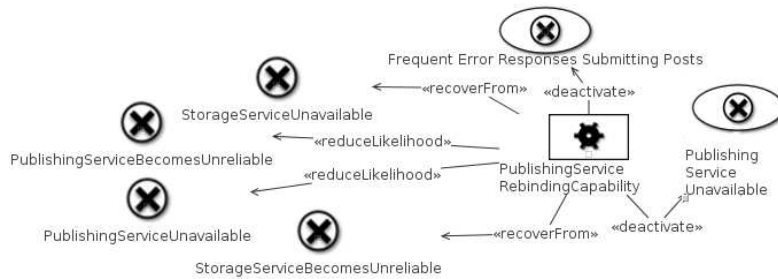 Frequent Error Responses Submitting Posts
«recoverFrom»
«deactivate»
StorageServiceUnavailable
«reduceLikelihood»
PublishingServiceBecomesUnreliable
PublishingService
RebindingCapability
Publishing
Service
Unavailable
«reduceLikelihood»
PublishingServiceUnavailable
«recoverFrom»
«deactivate»
StorageServiceBecomesUnreliable